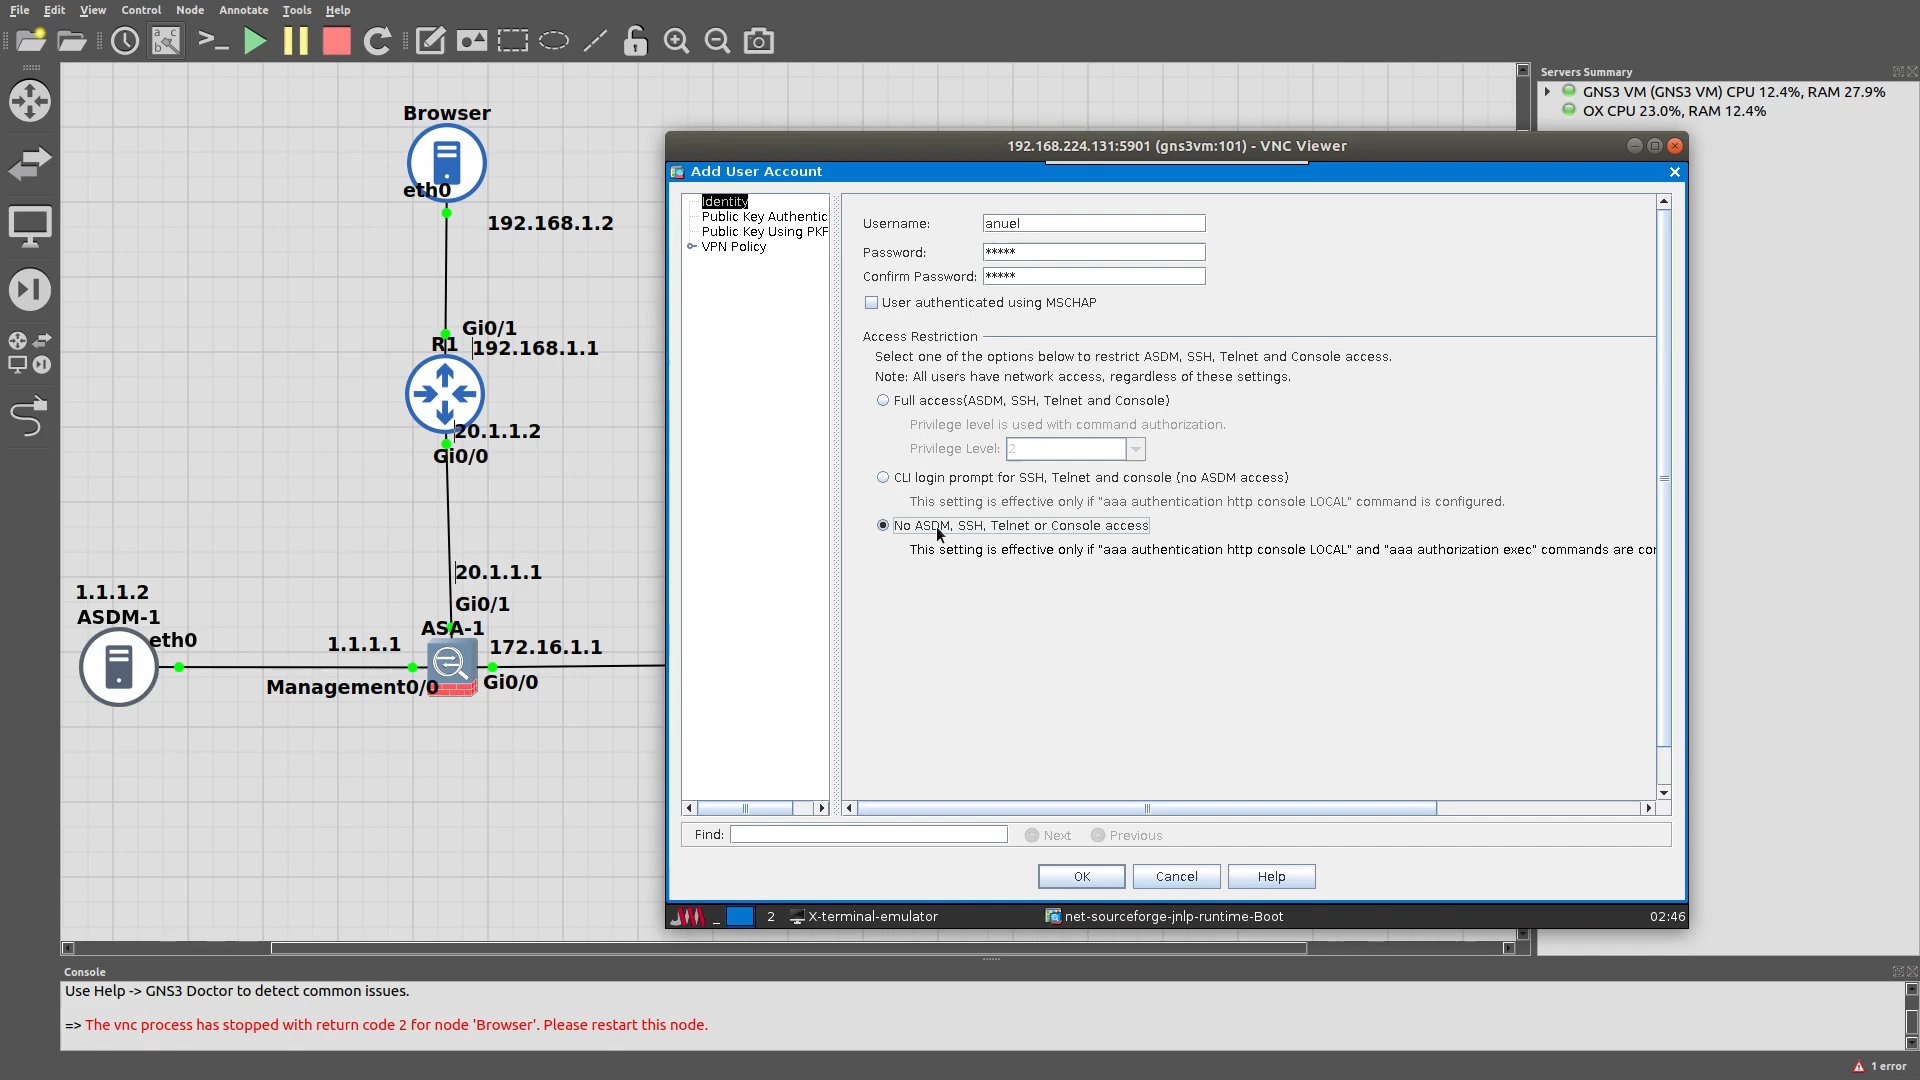 File Edit View Control Node Annotate Tools Help
Servers Summary
GNS3 VM (GNS3 VM) CPU 12.4%, RAM 27.9%
OX CPU 23.0%, RAM 12.4%
Browser
eth0
192.168.1.2
Gi0/1
R1
192.168.1.1
20.1.1.2
Gi0/0
20.1.1.1
Gi0/1
1.1.1.2
ASDM-1
eth0
1.1.1.1
Management0/0
ASA-1
172.16.1.1
Gi0/0
192.168.224.131:5901 (gns3vm:101) - VNC Viewer
Add User Account
Identity
Public Key Authentic
Public Key Using PKF
VPN Policy
Username: anuel
Password: *****
Confirm Password: *****
User authenticated using MSCHAP
Access Restriction
Select one of the options below to restrict ASDM, SSH, Telnet and Console access.
Note: All users have network access, regardless of these settings.
Full access(ASDM, SSH, Telnet and Console)
Privilege level is used with command authorization.
Privilege Level: 2
CLI login prompt for SSH, Telnet and console (no ASDM access)
This setting is effective only if "aaa authentication http console LOCAL" command is configured.
No ASDM, SSH, Telnet or Console access
This setting is effective only if "aaa authentication http console LOCAL" and "aaa authorization exec" commands are cor
Find:
Next Previous
OK Cancel Help
_ 2 X-terminal-emulator net-sourceforge-jnlp-runtime-Boot 02:46
Console
Use Help -> GNS3 Doctor to detect common issues.
=> The vnc process has stopped with return code 2 for node 'Browser'. Please restart this node.
1 error